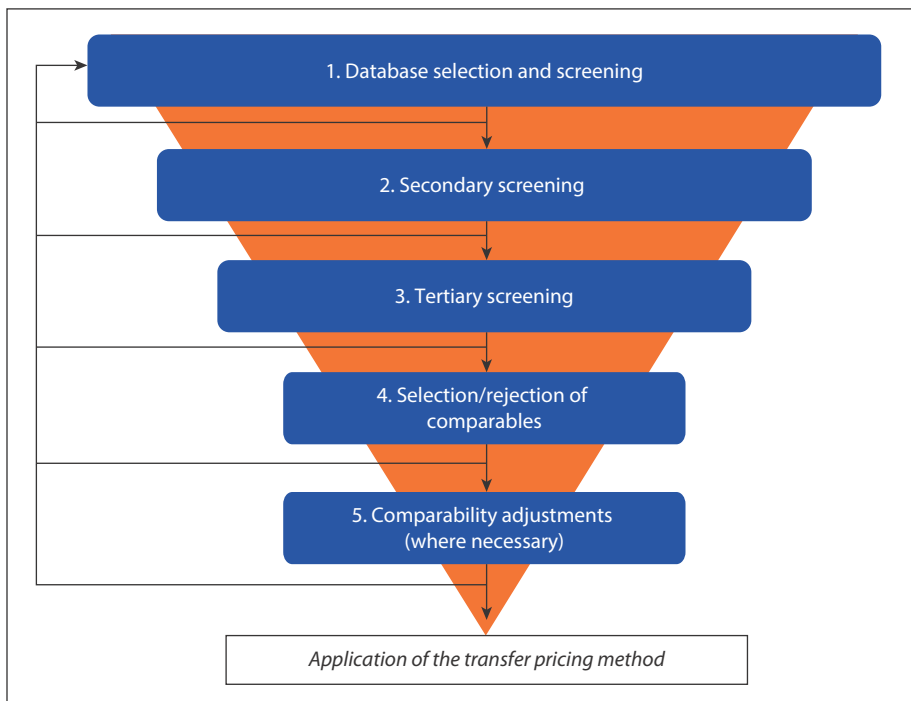 1. Database selection and screening
2. Secondary screening
3. Tertiary screening
4. Selection/rejection of
comparables
5. Comparability adjustments
(where necessary)
Application of the transfer pricing method